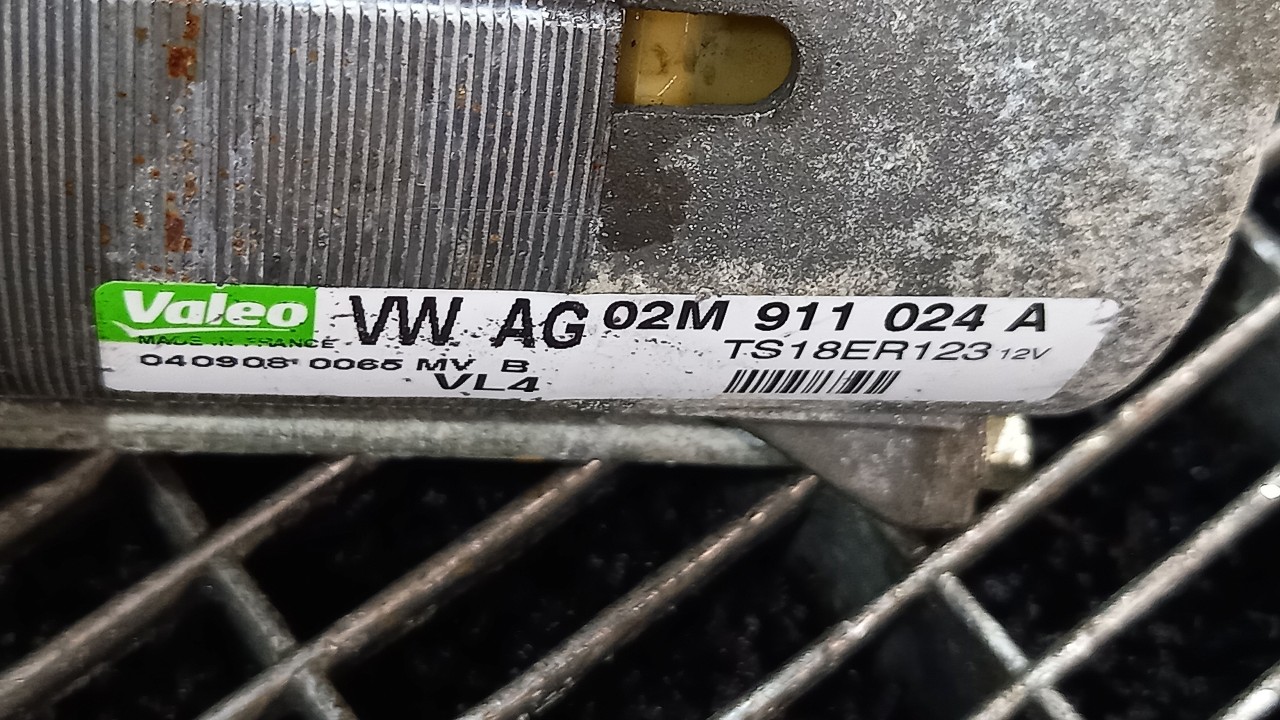 Valeo VW AG 02M 911 024 A
MADE IN FRANCE TS18ER123 12V
040908 0065 MV B
VL4